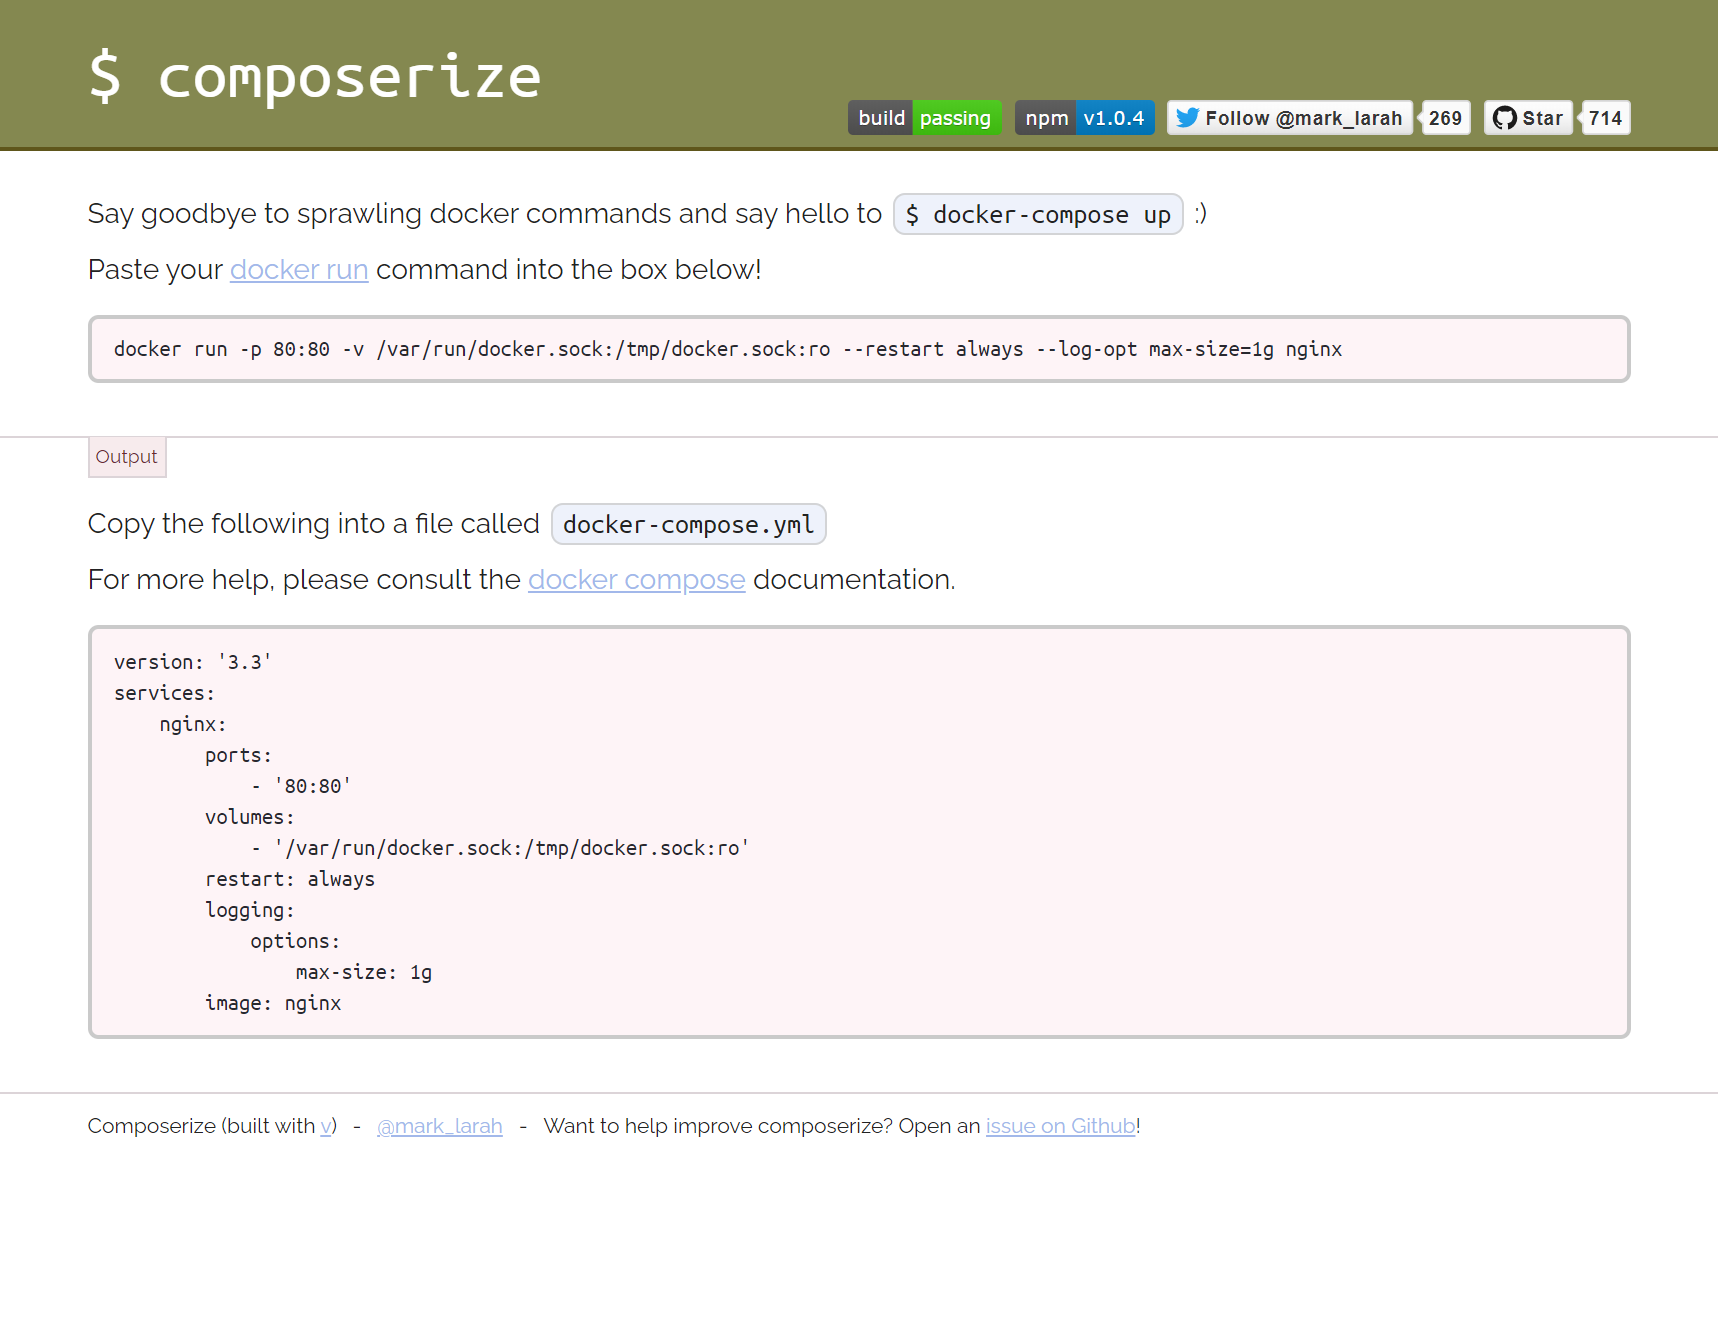 $ composerize
build passing npm v1.0.4 Follow @mark_larah 269 Star 714
Say goodbye to sprawling docker commands and say hello to $ docker-compose up :)
Paste your docker run command into the box below!
docker run -p 80:80 -v /var/run/docker.sock:/tmp/docker.sock:ro --restart always --log-opt max-size=1g nginx
Output
Copy the following into a file called docker-compose.yml
For more help, please consult the docker compose documentation.
version: '3.3'
services:
    nginx:
        ports:
            - '80:80'
        volumes:
            - '/var/run/docker.sock:/tmp/docker.sock:ro'
        restart: always
        logging:
            options:
                max-size: 1g
        image: nginx
Composerize (built with v) - @mark_larah - Want to help improve composerize? Open an issue on Github!